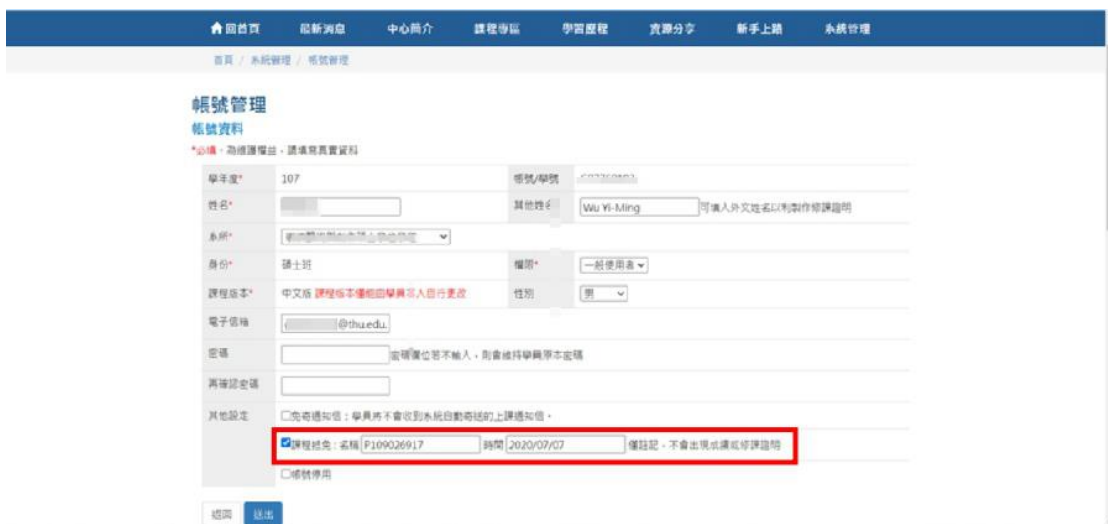 回首頁 最新消息 中心簡介 課程專區 學習歷程 資源分享 新手上路 系統管理
首頁 / 系統管理 / 帳號管理
帳號管理
帳號資料
*必填，為維護權益，請填寫真實資料
學年度* 107 帳號/學號
姓名* 其他姓名 Wu Yi-Ming 可填入外文姓名以利製作修課證明
系所*
身份* 碩士班 權限* 一般使用者
課程版本* 中文版 課程版本僅能由學員本人自行更改 性別 男
電子信箱 @thu.edu.
密碼 密碼欄位若不輸入，則會維持學員原本密碼
再確認密碼
其他設定 免寄通知信：學員將不會收到系統自動寄送的上課通知信。
課程抵免：名稱 P109026917 時間 2020/07/07 僅註記，不會出現成績或修課證明
帳號停用
返回 送出